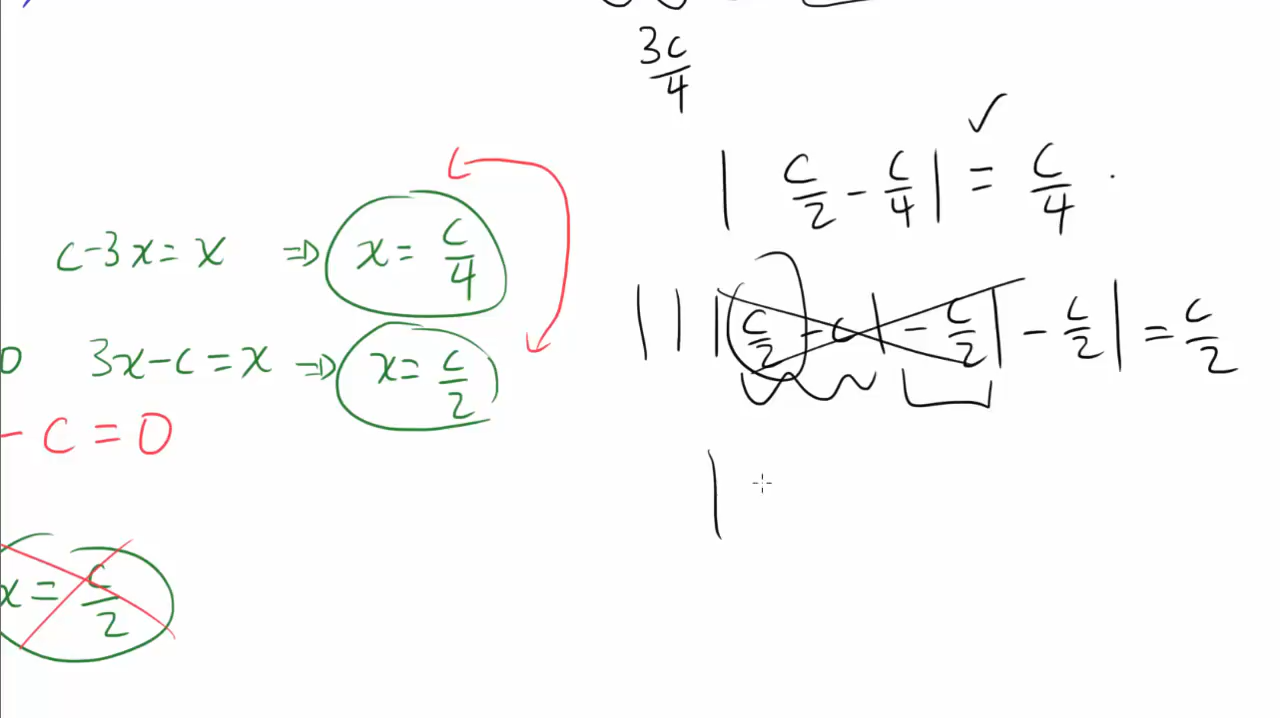 3c/4
| c/2 - c/4 | = c/4 .
c-3x = x ⇒ x = c/4
| | | c/2 - c | - c/2 | - c/2 | = c/2
0 3x-c = x ⇒ x = c/2
- c = 0
|
x = c/2